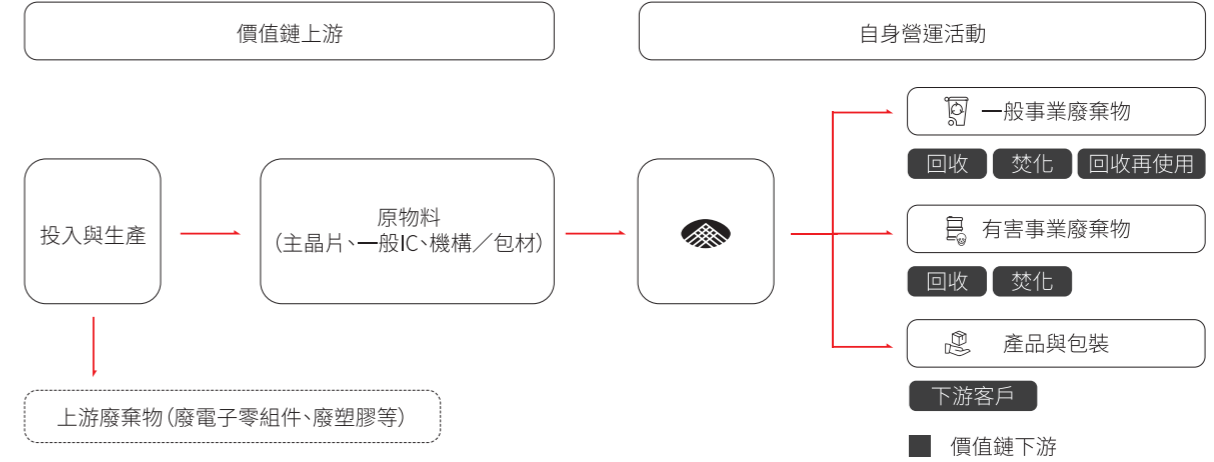 價值鏈上游
自身營運活動
投入與生產
原物料
(主晶片、一般IC、機構／包材)
上游廢棄物(廢電子零組件、廢塑膠等)
一般事業廢棄物
回收 焚化 回收再使用
有害事業廢棄物
回收 焚化
產品與包裝
下游客戶
價值鏈下游